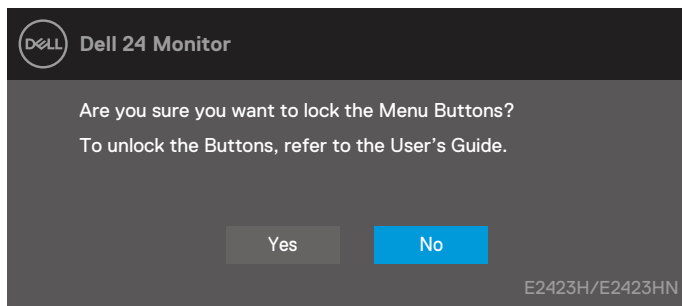 DELL
Dell 24 Monitor
Are you sure you want to lock the Menu Buttons?
To unlock the Buttons, refer to the User’s Guide.
Yes No
E2423H/E2423HN